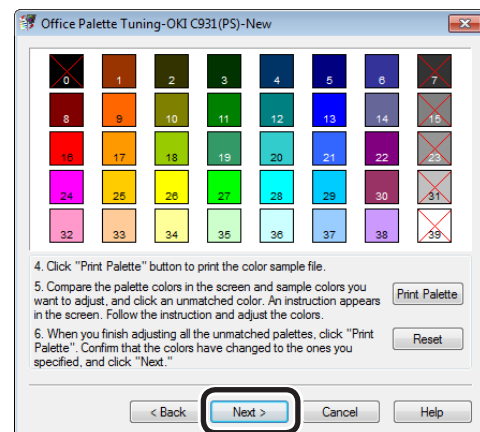 Office Palette Tuning-OKI C931(PS)-New
0 1 2 3 4 5 6 7
8 9 10 11 12 13 14 15
16 17 18 19 20 21 22 23
24 25 26 27 28 29 30 31
32 33 34 35 36 37 38 39
4. Click "Print Palette" button to print the color sample file.
5. Compare the palette colors in the screen and sample colors you
want to adjust, and click an unmatched color. An instruction appears
in the screen. Follow the instruction and adjust the colors.
Print Palette
6. When you finish adjusting all the unmatched palettes, click "Print
Palette". Confirm that the colors have changed to the ones you
specified, and click "Next."
Reset
< Back Next > Cancel Help